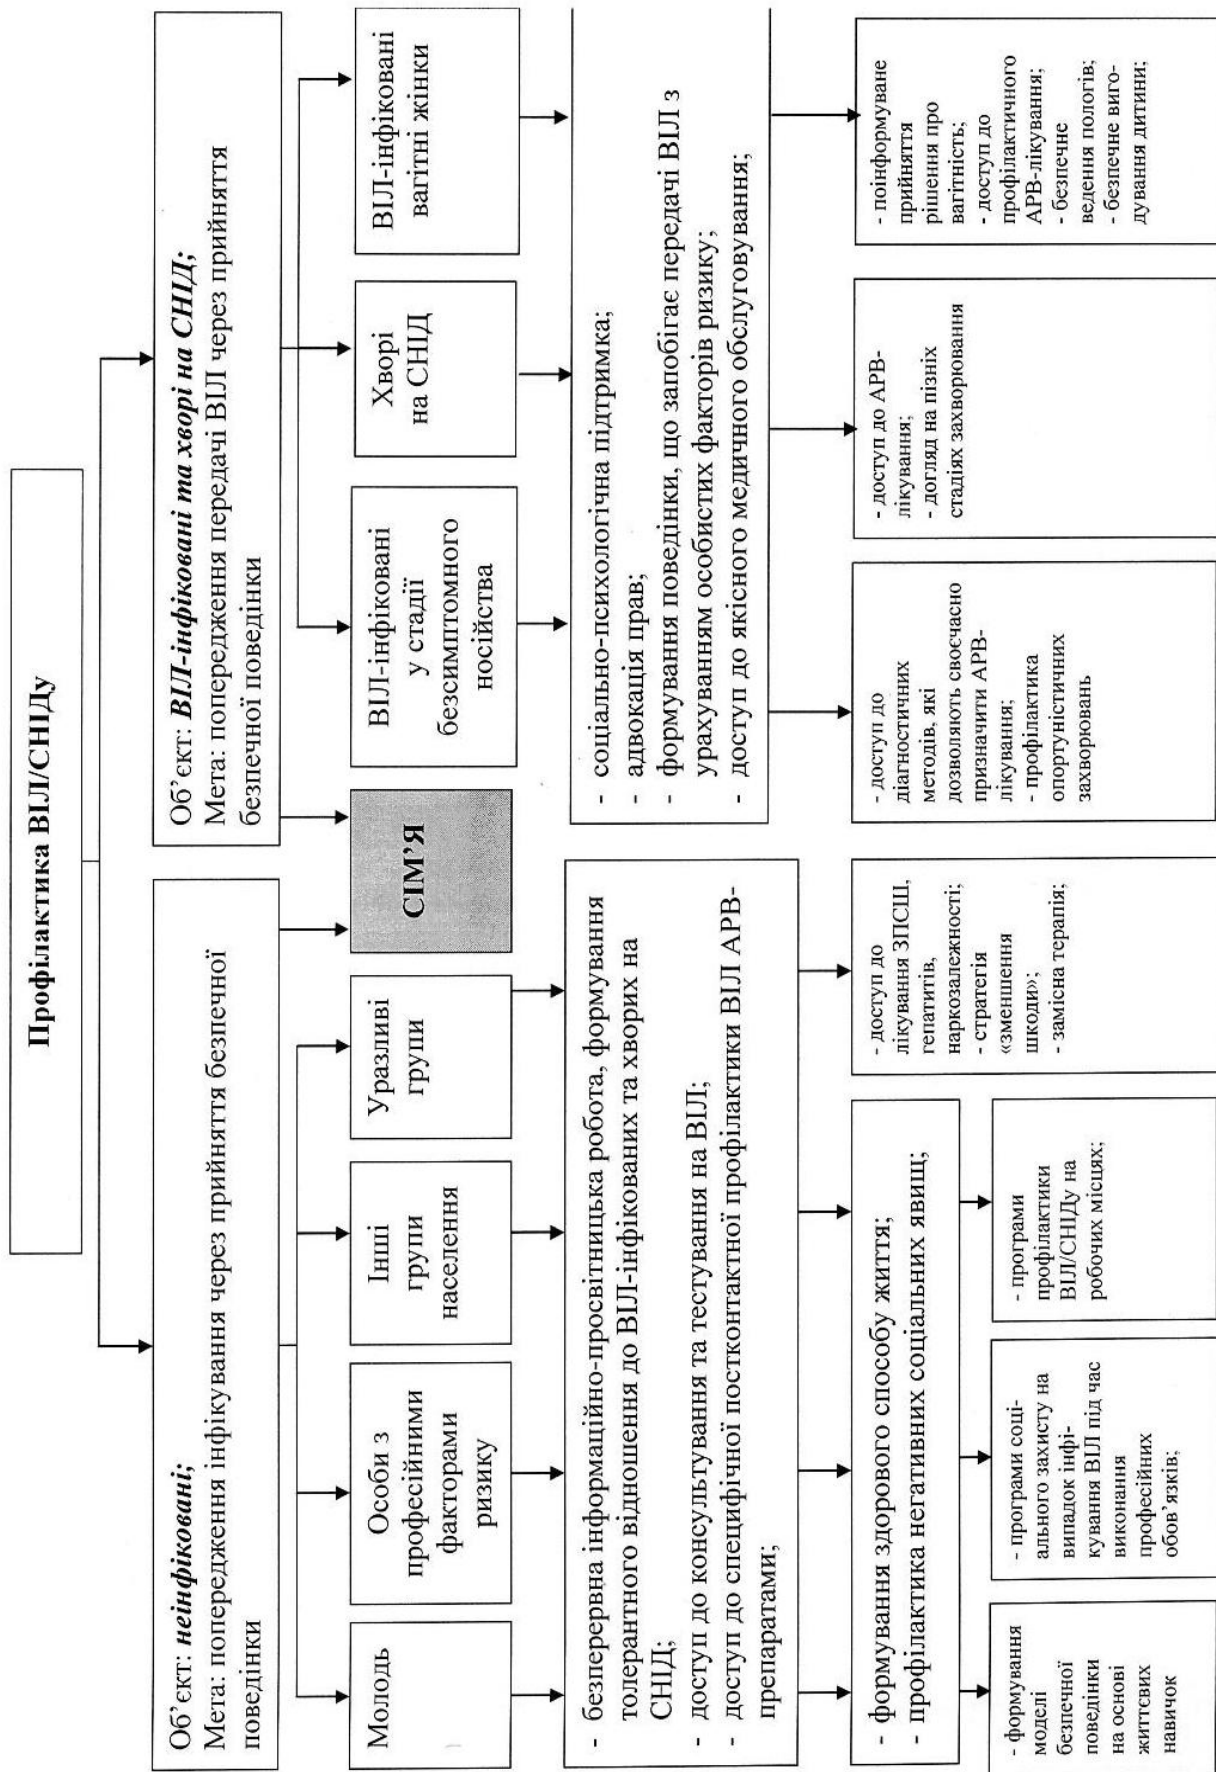 Профілактика ВІЛ/СНІДу
Об’єкт: неінфіковані;
Мета: попередження інфікування через прийняття безпечної
поведінки
Об’єкт: ВІЛ-інфіковані та хворі на СНІД;
Мета: попередження передачі ВІЛ через прийняття
безпечної поведінки
Молодь
Особи з
професійними
факторами
ризику
Інші
групи
населення
Уразливі
групи
СІМ’Я
ВІЛ-інфіковані
у стадії
безсимптомного
носійства
Хворі
на СНІД
ВІЛ-інфіковані
вагітні жінки
- безперервна інформаційно-просвітницька робота, формування
толерантного відношення до ВІЛ-інфікованих та хворих на
СНІД;
- доступ до консультування та тестування на ВІЛ;
- доступ до специфічної постконтактної профілактики ВІЛ АРВ-
препаратами;
- соціально-психологічна підтримка;
- адвокація прав;
- формування поведінки, що запобігає передачі ВІЛ з
урахуванням особистих факторів ризику;
- доступ до якісного медичного обслуговування;
- формування здорового способу життя;
- профілактика негативних соціальних явищ;
- доступ до
лікування ЗПСШ,
гепатитів,
наркозалежності;
- стратегія
«зменшення
шкоди»;
- замісна терапія;
- доступ до
діагностичних
методів, які
дозволяють своєчасно
призначити АРВ-
лікування;
- профілактика
опортуністичних
захворювань
- доступ до АРВ-
лікування;
- догляд на пізніх
стадіях захворювання
- поінформуване
прийняття
рішення про
вагітність;
- доступ до
профілактичного
АРВ-лікування;
- безпечне
ведення пологів;
- безпечне виго-
дування дитини;
- формування
моделі
безпечної
поведінки
на основі
життєвих
навичок
- програми соці-
ального захисту на
випадок інфі-
кування ВІЛ під час
виконання
професійних
обов’язків;
- програми
профілактики
ВІЛ/СНІДу на
робочих місцях;